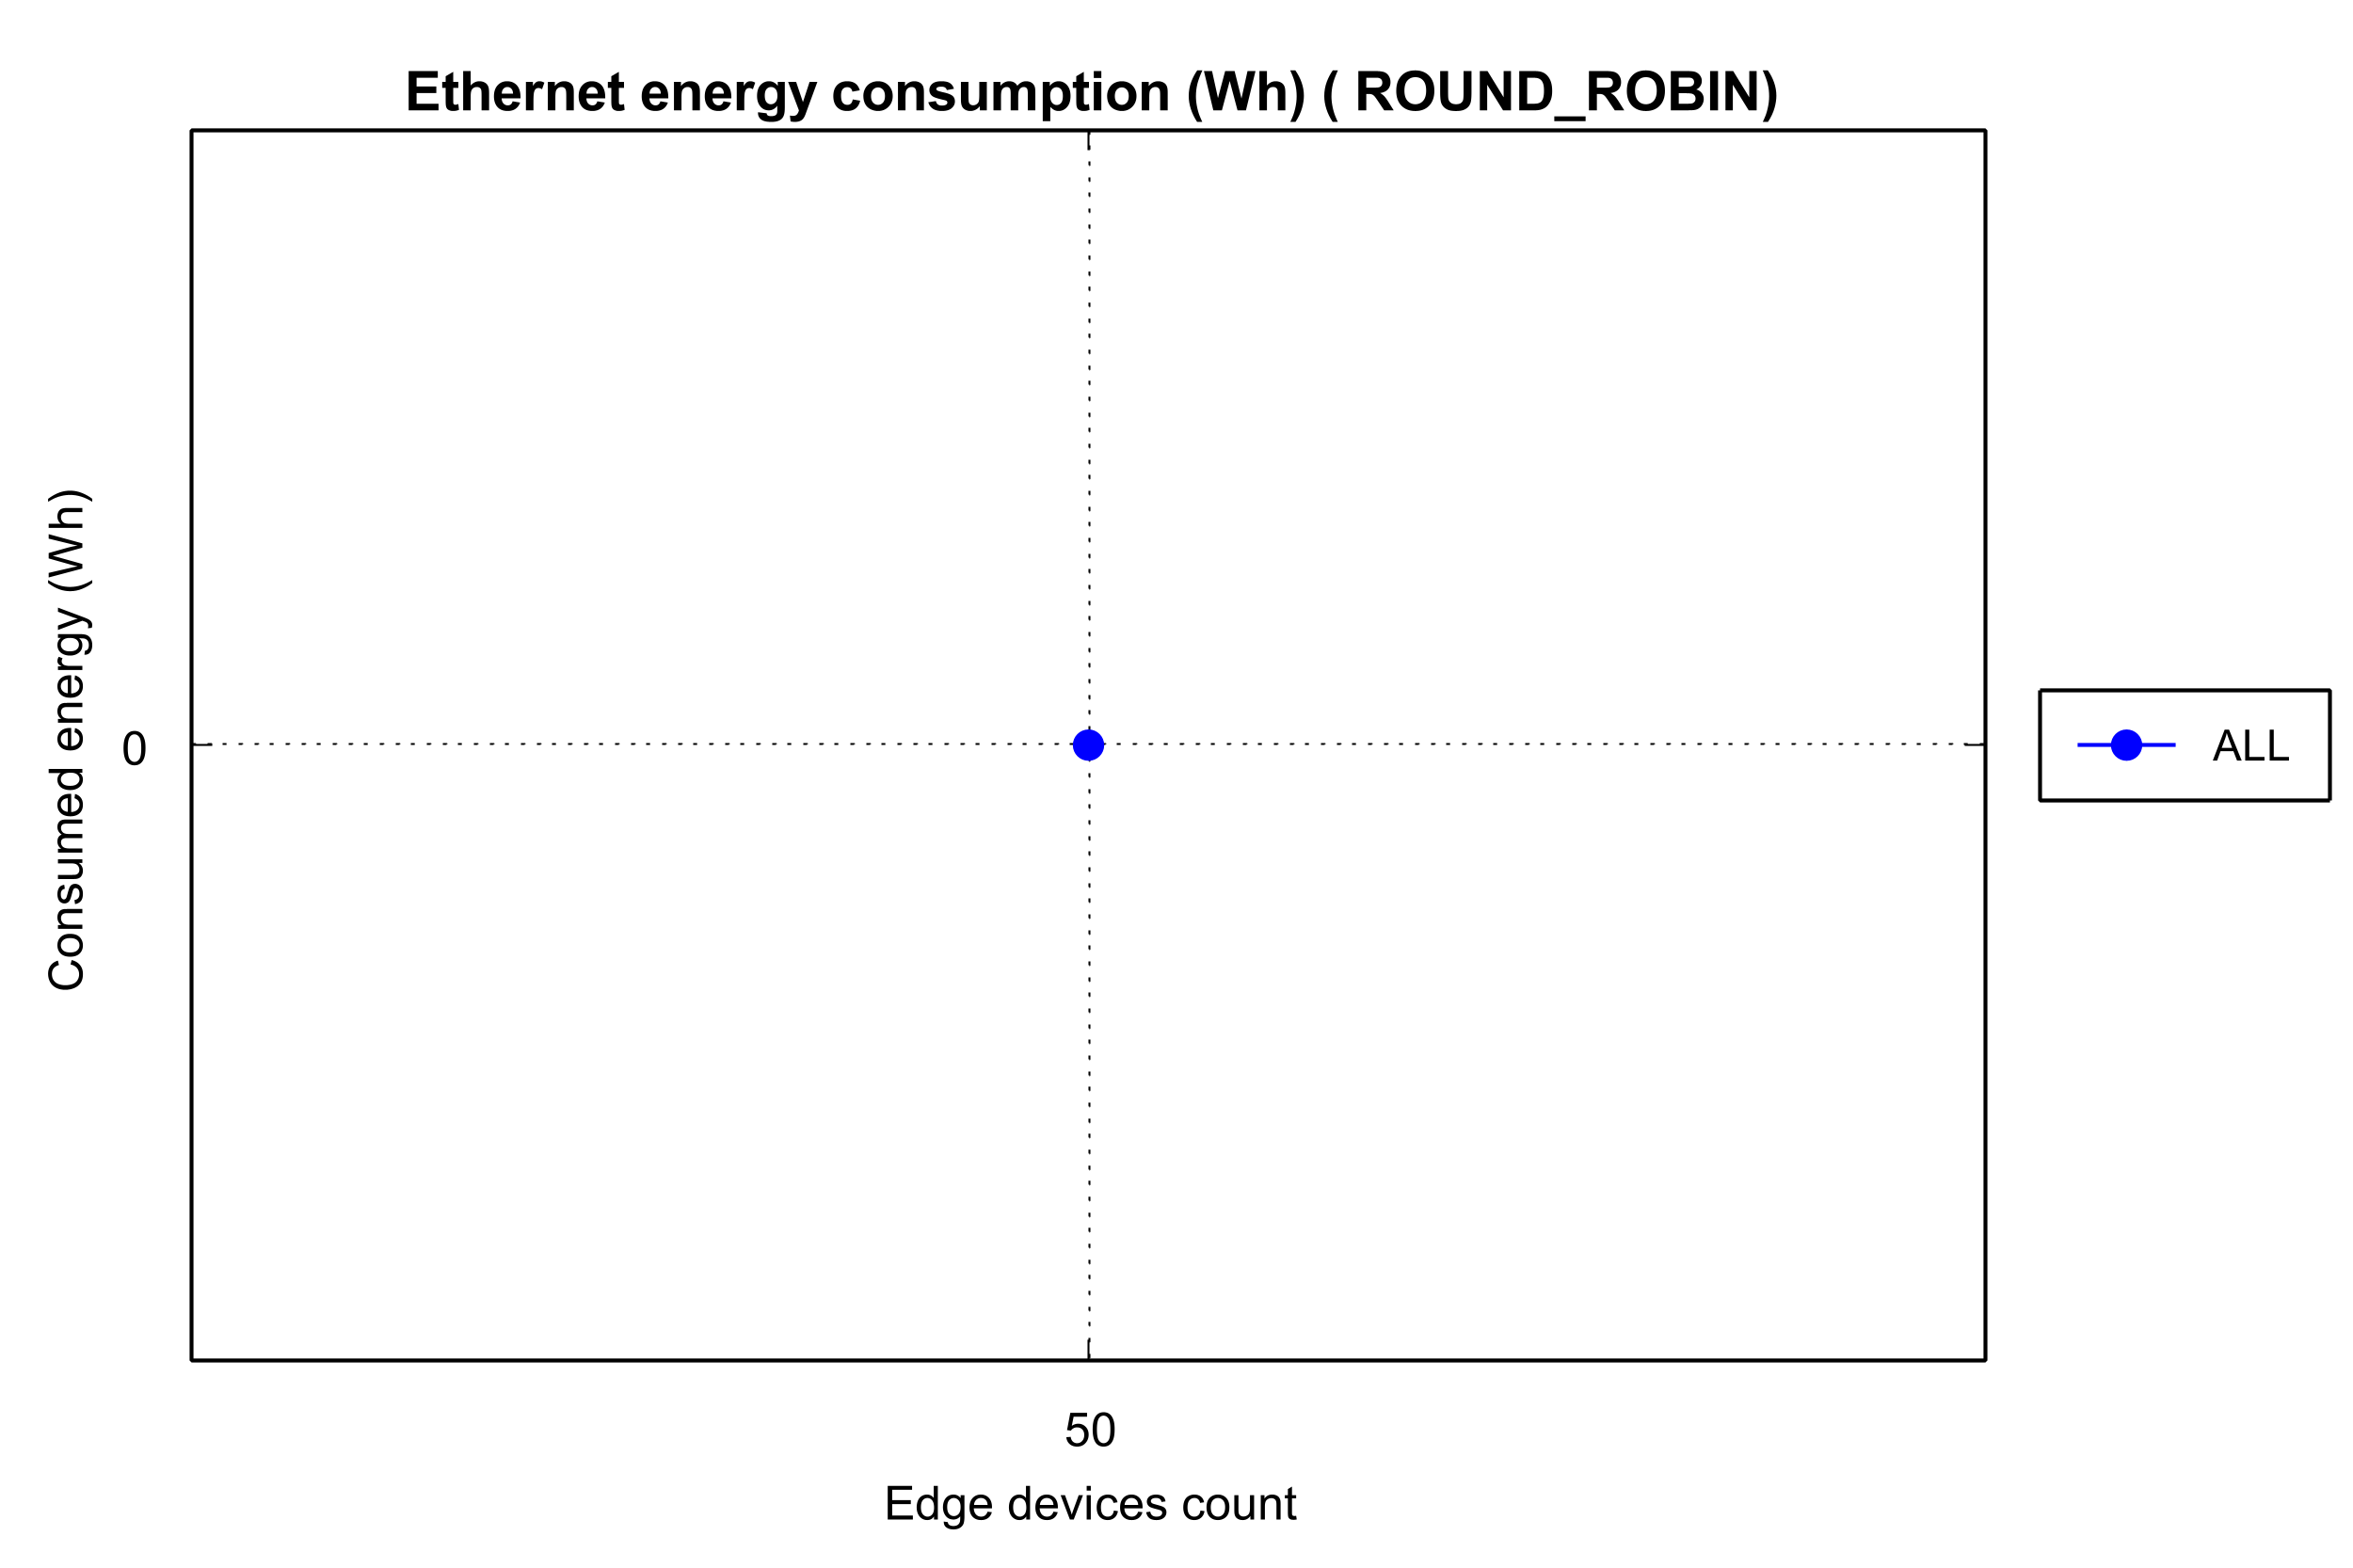 Ethernet energy consumption (Wh) ( ROUND_ROBIN)
Consumed energy (Wh)
0
ALL
50
Edge devices count